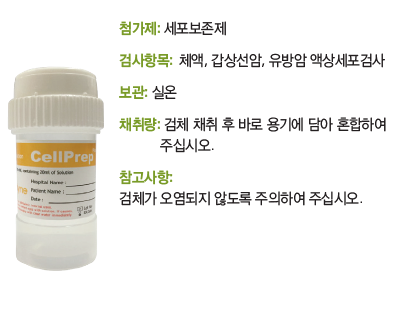 첨가제: 세포보존제
검사항목: 체액, 갑상선암, 유방암 액상세포검사
보관: 실온
채취량: 검체 채취 후 바로 용기에 담아 혼합하여
주십시오.
참고사항:
검체가 오염되지 않도록 주의하여 주십시오.
CellPrep
containing 20ml of Solution
Hospital Name :
Patient Name :
Date :